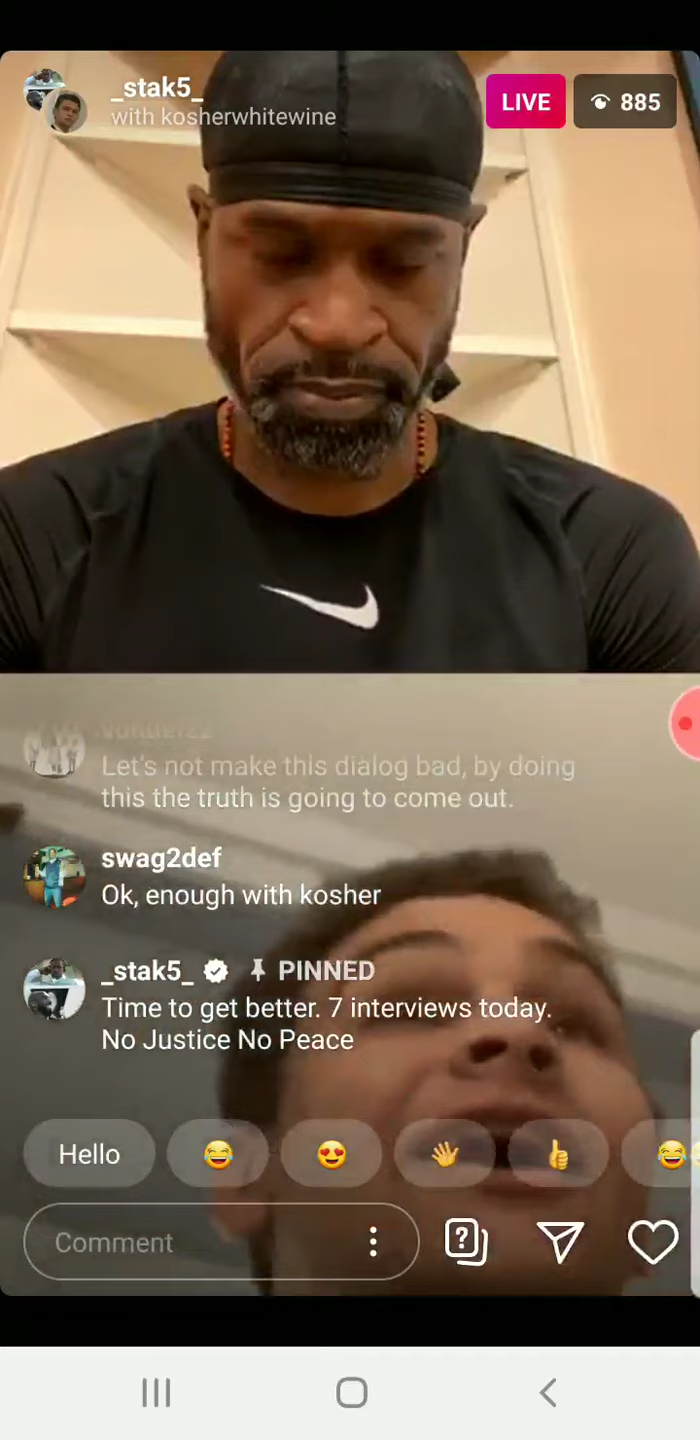 _stak5_
with kosherwhitewine
LIVE
885
Let's not make this dialog bad, by doing
this the truth is going to come out.
swag2def
Ok, enough with kosher
_stak5_ PINNED
Time to get better. 7 interviews today.
No Justice No Peace
Hello
Comment